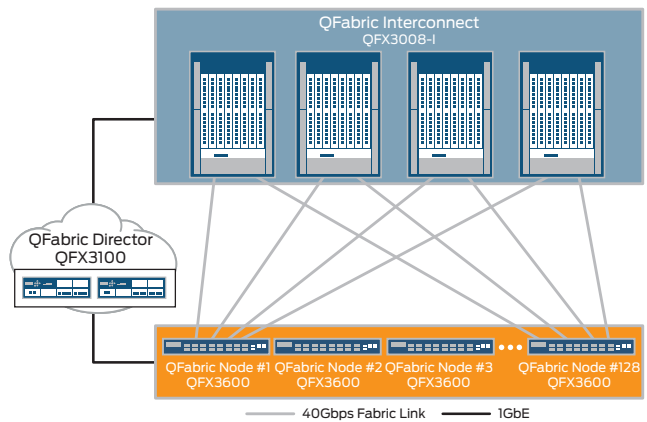 QFabric Interconnect
QFX3008-I
QFabric Director
QFX3100
QFabric Node #1
QFX3600
QFabric Node #2
QFX3600
QFabric Node #3
QFX3600
QFabric Node #128
QFX3600
40Gbps Fabric Link
1GbE